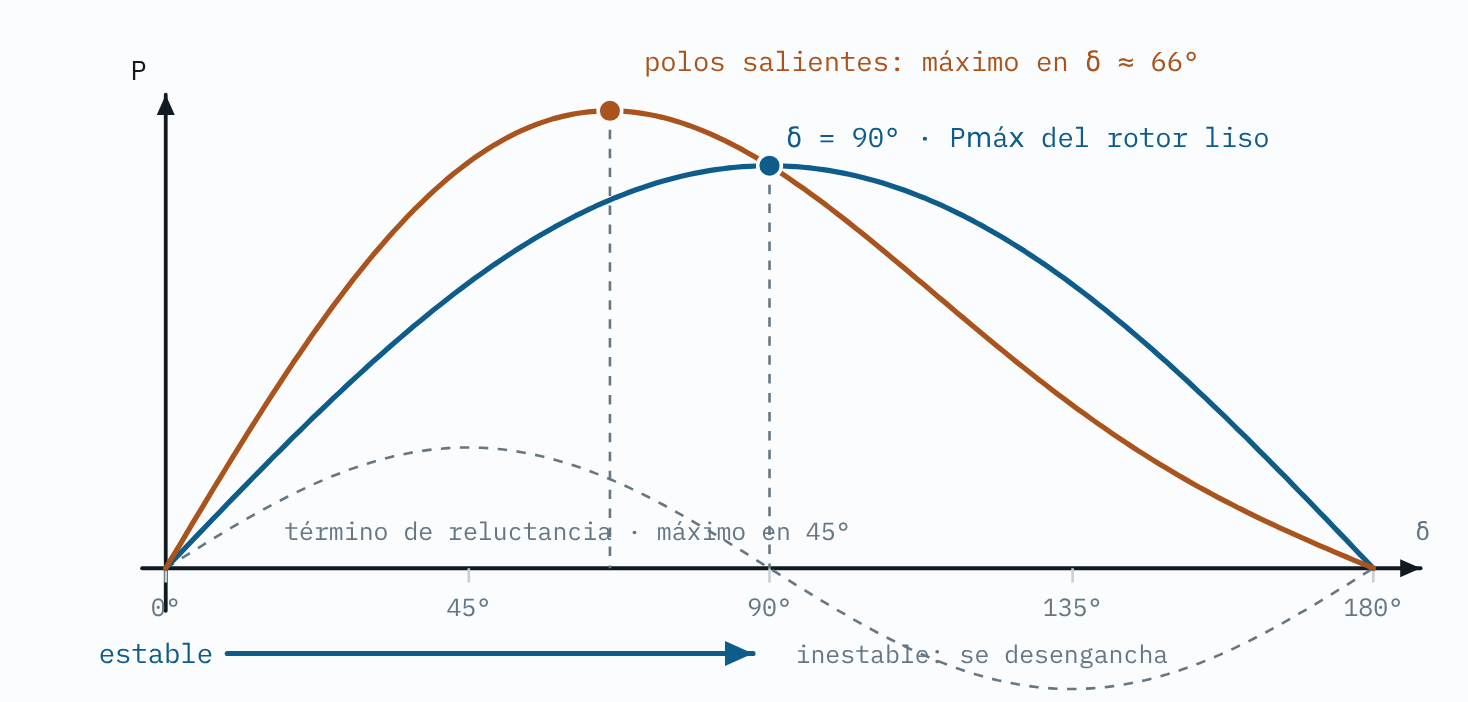 polos salientes: máximo en δ ≈ 66°
P
δ = 90° · Pmáx del rotor liso
término de reluctancia · máximo en 45°
δ
0°
45°
90°
135°
180°
estable
inestable: se desengancha